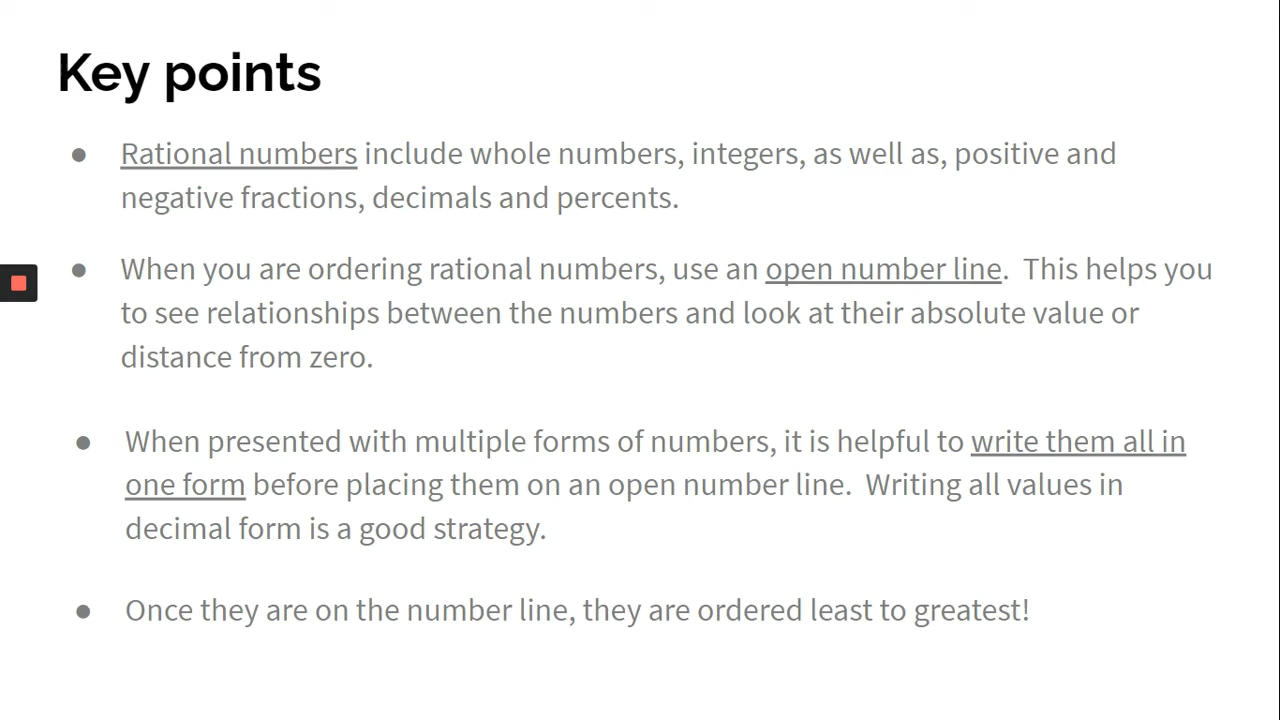 Key points
● Rational numbers include whole numbers, integers, as well as, positive and
negative fractions, decimals and percents.
● When you are ordering rational numbers, use an open number line.  This helps you
to see relationships between the numbers and look at their absolute value or
distance from zero.
● When presented with multiple forms of numbers, it is helpful to write them all in
one form before placing them on an open number line.  Writing all values in
decimal form is a good strategy.
● Once they are on the number line, they are ordered least to greatest!